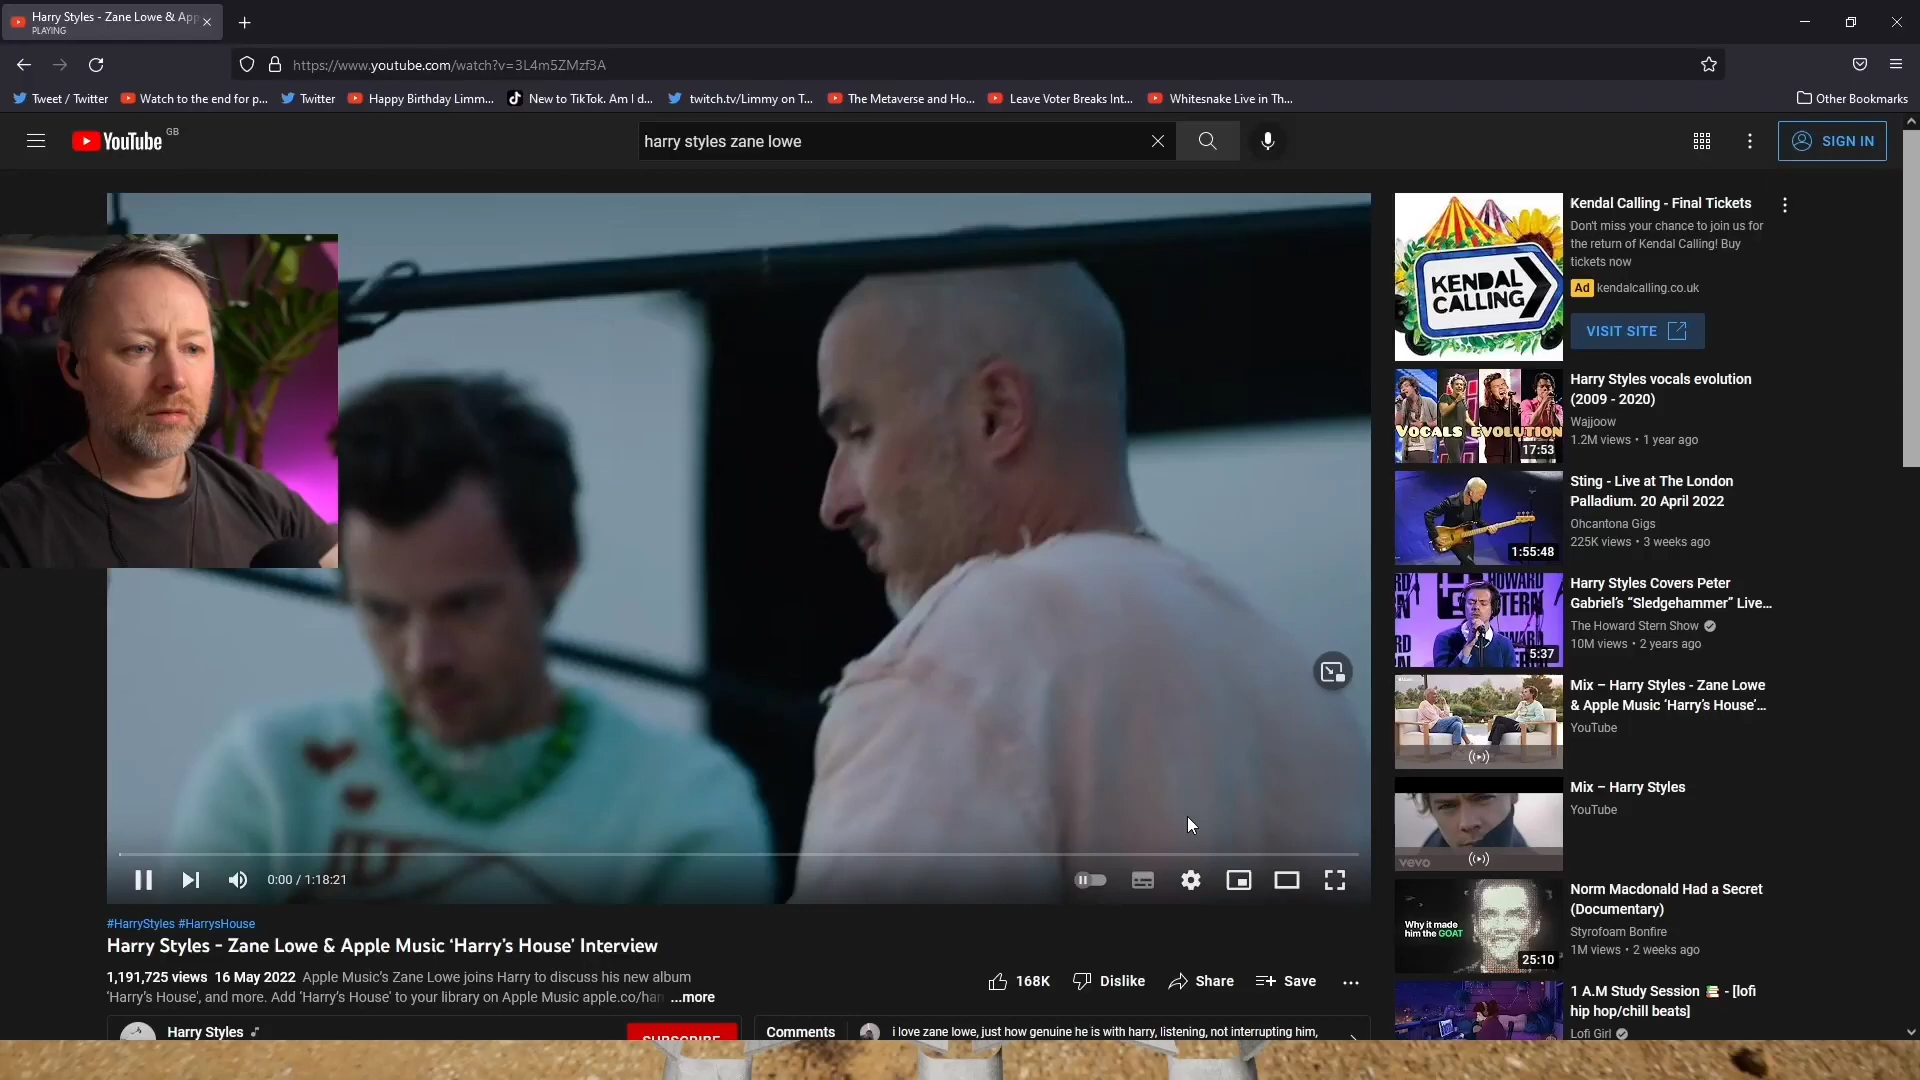 Harry Styles - Zane Lowe & App
PLAYING
https://www.youtube.com/watch?v=3L4m5ZMzf3A
Tweet / Twitter
Watch to the end for p...
Twitter
Happy Birthday Limm...
New to TikTok. Am I d...
twitch.tv/Limmy on T...
The Metaverse and Ho...
Leave Voter Breaks Int...
Whitesnake Live in Th...
Other Bookmarks
YouTube GB
harry styles zane lowe
SIGN IN
0:00 / 1:18:21
#HarryStyles #HarrysHouse
Harry Styles - Zane Lowe & Apple Music ‘Harry’s House’ Interview
1,191,725 views 16 May 2022 Apple Music’s Zane Lowe joins Harry to discuss his new album
'Harry’s House', and more. Add 'Harry’s House' to your library on Apple Music apple.co/har ...more
168K
Dislike
Share
Save
Harry Styles
SUBSCRIBE
Comments
i love zane lowe, just how genuine he is with harry, listening, not interrupting him,
KENDAL
CALLING
Kendal Calling - Final Tickets
Don't miss your chance to join us for
the return of Kendal Calling! Buy
tickets now
Ad kendalcalling.co.uk
VISIT SITE
VOCALS EVOLUTION
17:53
Harry Styles vocals evolution
(2009 - 2020)
Wajjoow
1.2M views • 1 year ago
1:55:48
Sting - Live at The London
Palladium. 20 April 2022
Ohcantona Gigs
225K views • 3 weeks ago
HOWARD
5:37
Harry Styles Covers Peter
Gabriel’s “Sledgehammer” Live...
The Howard Stern Show
10M views • 2 years ago
Mix – Harry Styles - Zane Lowe
& Apple Music ‘Harry’s House’...
YouTube
vevo
Mix – Harry Styles
YouTube
Why it made
him the GOAT
25:10
Norm Macdonald Had a Secret
(Documentary)
Styrofoam Bonfire
1M views • 2 weeks ago
1 A.M Study Session 📚 - [lofi
hip hop/chill beats]
Lofi Girl